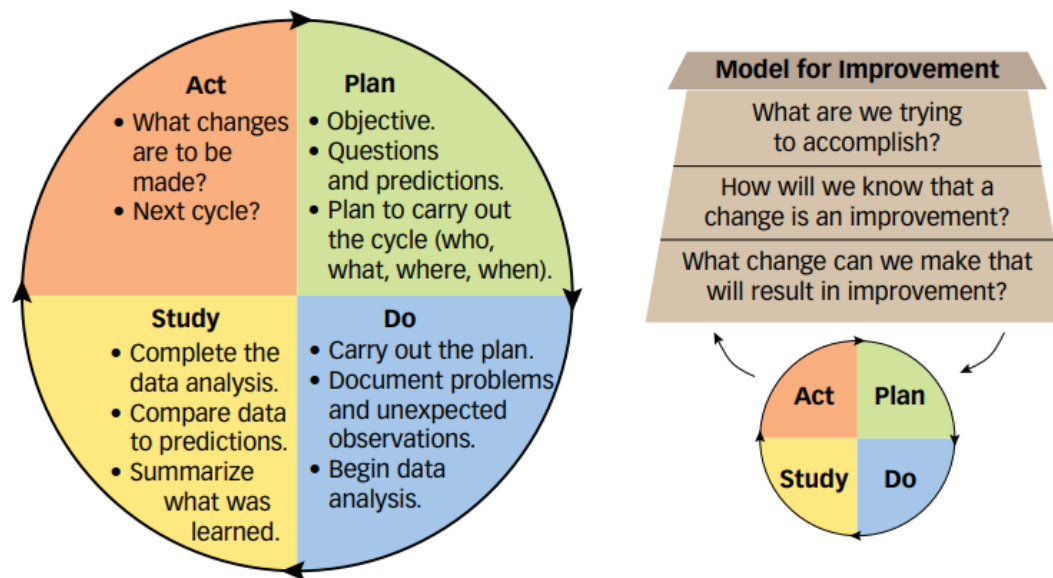 Act
• What changes
are to be
made?
• Next cycle?
Plan
• Objective.
• Questions
and predictions.
• Plan to carry out
the cycle (who,
what, where, when).
Study
• Complete the
data analysis.
• Compare data
to predictions.
• Summarize
what was
learned.
Do
• Carry out the plan.
• Document problems
and unexpected
observations.
• Begin data
analysis.
Model for Improvement
What are we trying
to accomplish?
How will we know that a
change is an improvement?
What change can we make that
will result in improvement?
Act
Plan
Study
Do